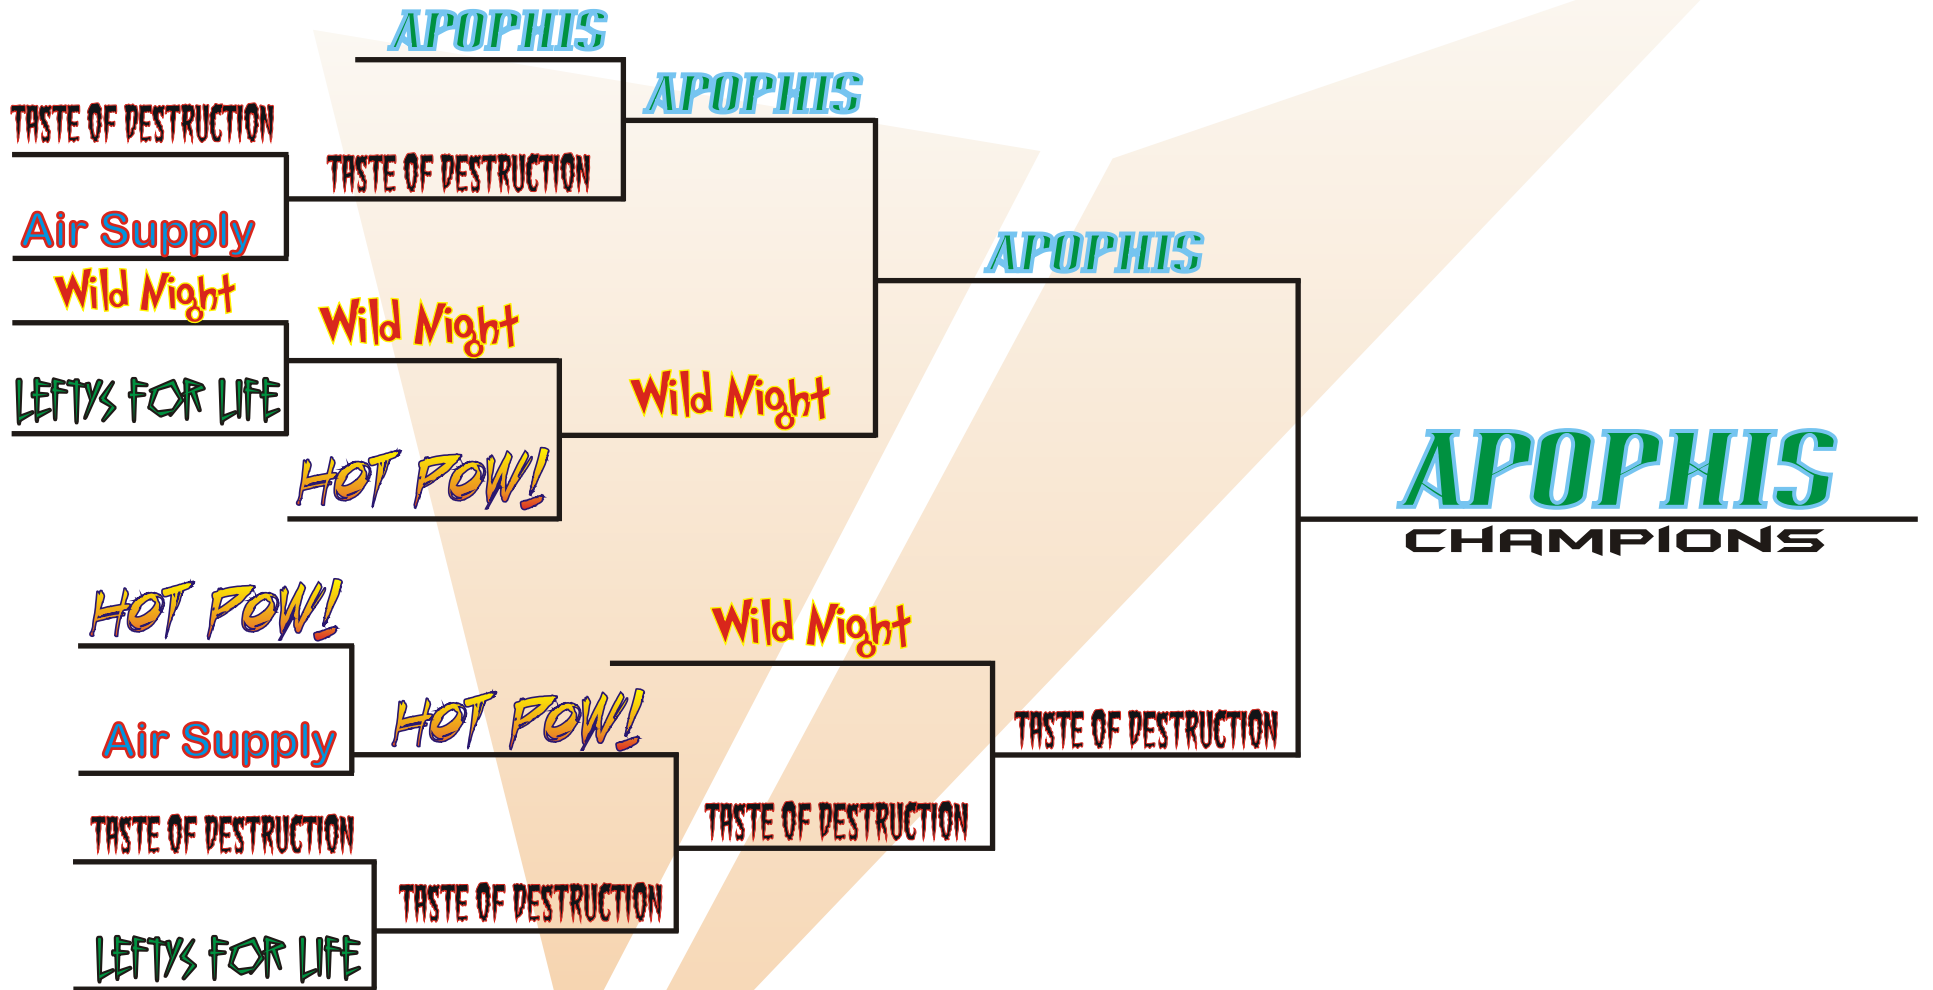 APOPHIS
APOPHIS
TASTE OF DESTRUCTION
TASTE OF DESTRUCTION
Air Supply
APOPHIS
Wild Night
Wild Night
Wild Night
LEFTYS FOR LIFE
HOT POW!
APOPHIS
CHAMPIONS
HOT POW!
Wild Night
HOT POW!
Air Supply
TASTE OF DESTRUCTION
TASTE OF DESTRUCTION
TASTE OF DESTRUCTION
TASTE OF DESTRUCTION
LEFTYS FOR LIFE